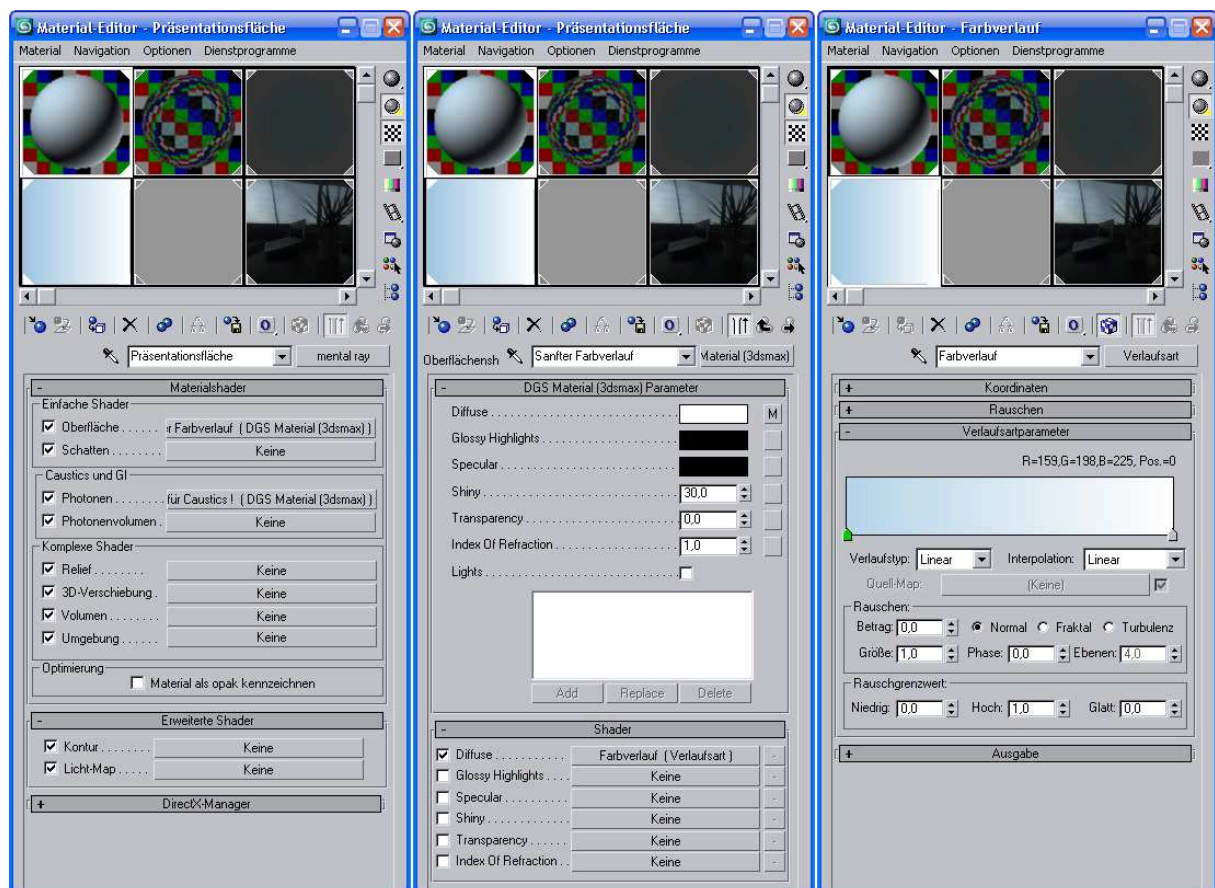 Material-Editor - Präsentationsfläche
Material Navigation Optionen Dienstprogramme
Präsentationsfläche
mental ray
Materialshader
Einfache Shader
Oberfläche . . . . . . r Farbverlauf ( DGS Material (3dsmax) )
Schatten . . . . . . . Keine
Caustics und GI
Photonen . . . . . . . für Caustics ! ( DGS Material (3dsmax) )
Photonenvolumen . Keine
Komplexe Shader
Relief . . . . . . . . Keine
3D-Verschiebung . Keine
Volumen . . . . . . . Keine
Umgebung . . . . . . Keine
Optimierung
Material als opak kennzeichnen
Erweiterte Shader
Kontur . . . . . . . . Keine
Licht-Map . . . . . Keine
DirectX-Manager
Material-Editor - Präsentationsfläche
Material Navigation Optionen Dienstprogramme
Oberflächensh Sanfter Farbverlauf Material (3dsmax)
DGS Material (3dsmax) Parameter
Diffuse M
Glossy Highlights
Specular
Shiny 30,0
Transparency 0,0
Index Of Refraction 1,0
Lights
Add Replace Delete
Shader
Diffuse . . . . . . . . . . . Farbverlauf ( Verlaufsart ) -
Glossy Highlights . . . . Keine -
Specular . . . . . . . . . . Keine -
Shiny . . . . . . . . . . . . . Keine -
Transparency . . . . . . Keine -
Index Of Refraction . . Keine -
Material-Editor - Farbverlauf
Material Navigation Optionen Dienstprogramme
Farbverlauf Verlaufsart
Koordinaten
Rauschen
Verlaufsartparameter
R=159,G=198,B=225, Pos.=0
Verlaufstyp: Linear Interpolation: Linear
Quell-Map: (Keine)
Rauschen:
Betrag: 0,0 Normal Fraktal Turbulenz
Größe: 1,0 Phase: 0,0 Ebenen: 4,0
Rauschgrenzwert:
Niedrig: 0,0 Hoch: 1,0 Glatt: 0,0
Ausgabe